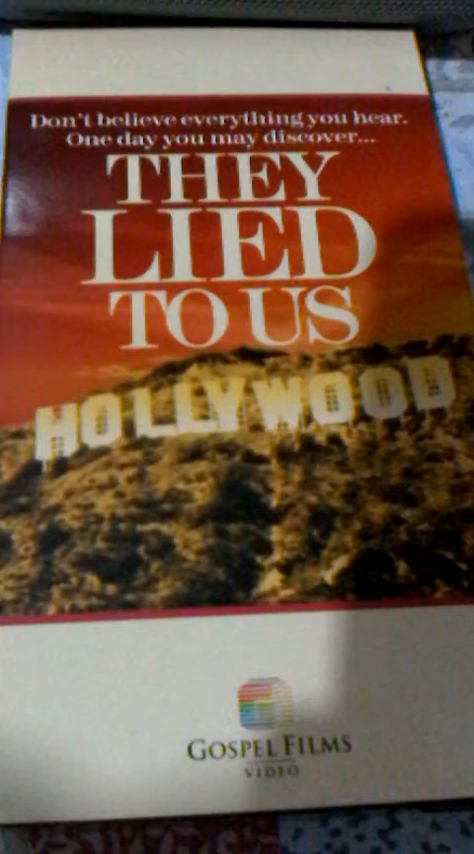 Don't believe everything you hear.
One day you may discover...
THEY
LIED
TO US
HOLLYWOOD
GOSPEL FILMS
VIDEO